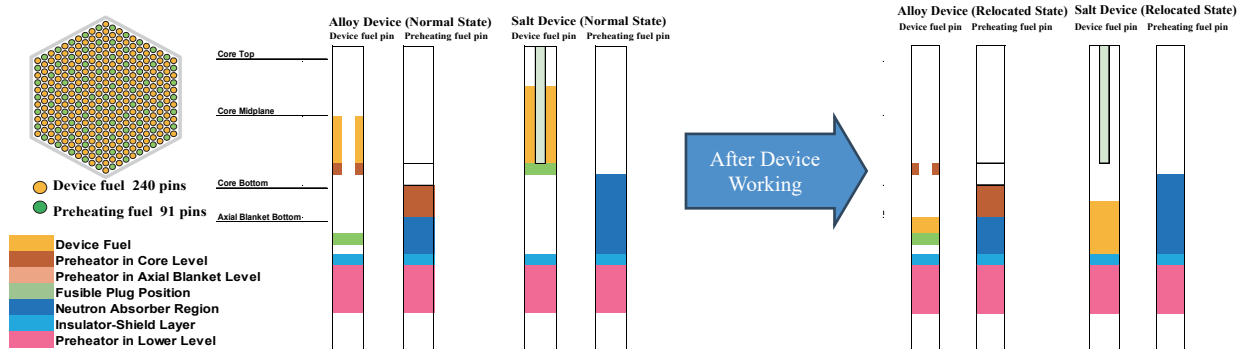 Alloy Device (Normal State)
Device fuel pin
Preheating fuel pin
Salt Device (Normal State)
Device fuel pin
Preheating fuel pin
Alloy Device (Relocated State)
Device fuel pin
Preheating fuel pin
Salt Device (Relocated State)
Device fuel pin
Preheating fuel pin
Core Top
Core Midplane
Core Bottom
Axial Blanket Bottom
After Device
Working
Device fuel 240 pins
Preheating fuel 91 pins
Device Fuel
Preheator in Core Level
Preheator in Axial Blanket Level
Fusible Plug Position
Neutron Absorber Region
Insulator-Shield Layer
Preheator in Lower Level